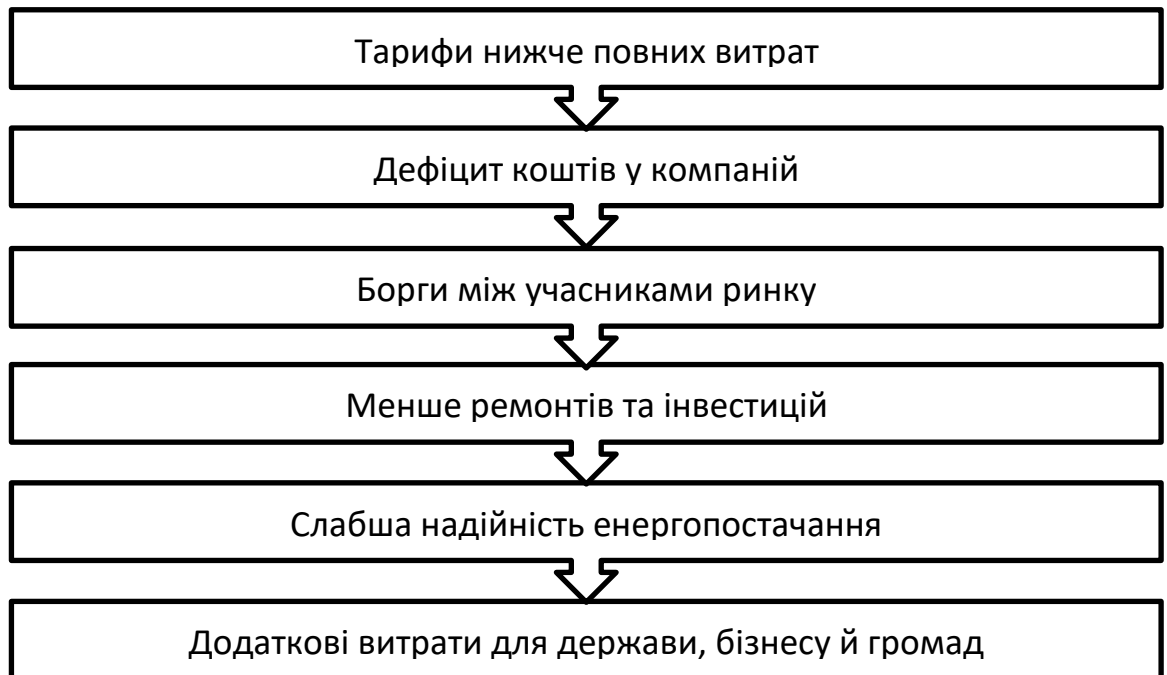 Тарифи нижче повних витрат
Дефіцит коштів у компаній
Борги між учасниками ринку
Менше ремонтів та інвестицій
Слабша надійність енергопостачання
Додаткові витрати для держави, бізнесу й громад